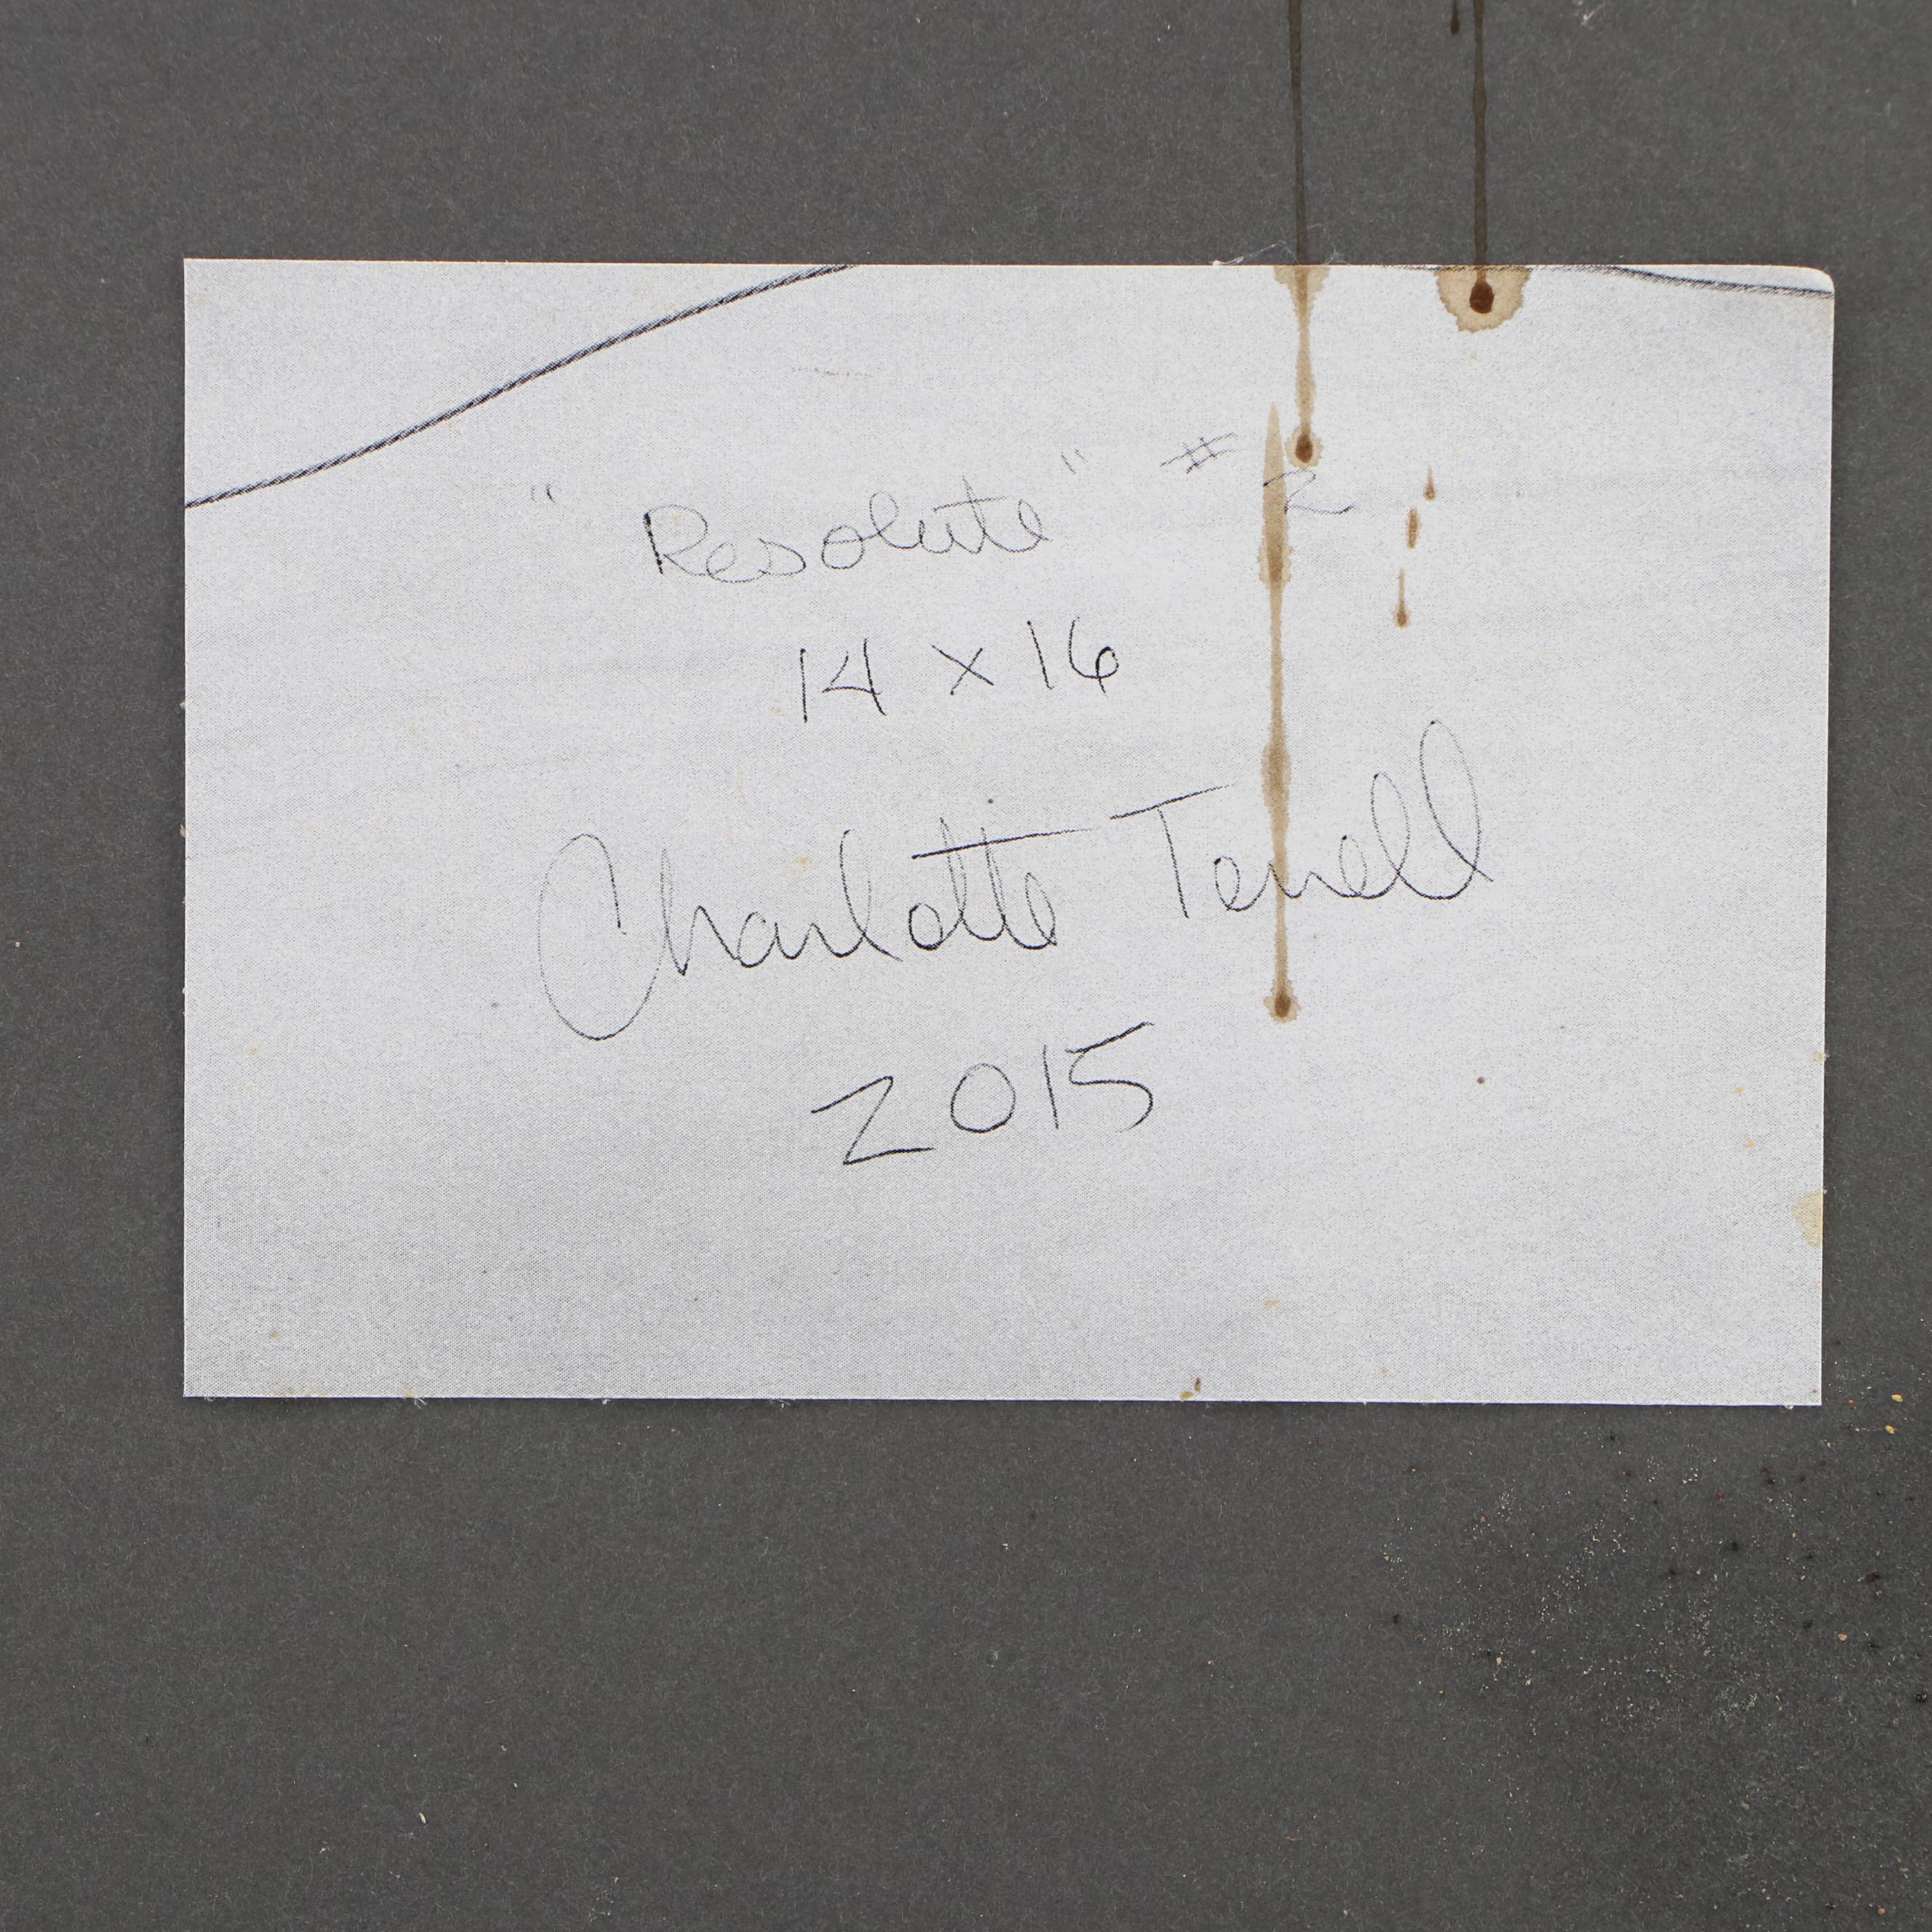 "Resolute" # 2
14 x 16
Charlotte Terrell
2015